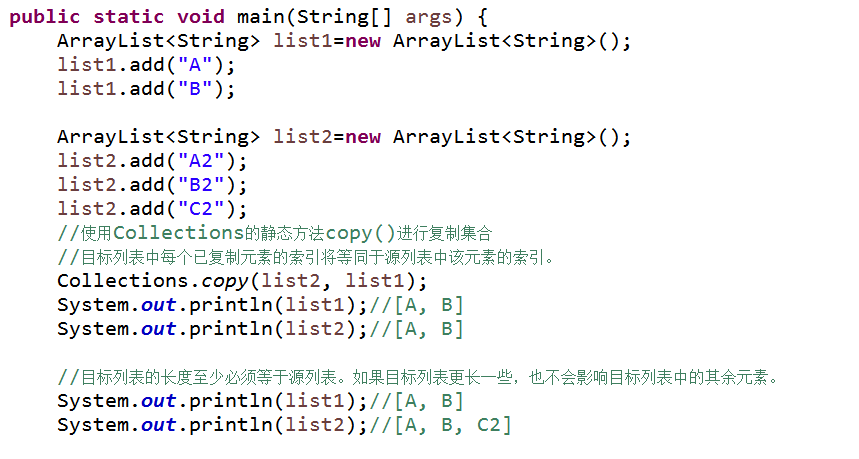 public static void main(String[] args) {
    ArrayList<String> list1=new ArrayList<String>();
    list1.add("A");
    list1.add("B");

    ArrayList<String> list2=new ArrayList<String>();
    list2.add("A2");
    list2.add("B2");
    list2.add("C2");
    //使用Collections的静态方法copy()进行复制集合
    //目标列表中每个已复制元素的索引将等同于源列表中该元素的索引。
    Collections.copy(list2, list1);
    System.out.println(list1);//[A, B]
    System.out.println(list2);//[A, B]

    //目标列表的长度至少必须等于源列表。如果目标列表更长一些，也不会影响目标列表中的其余元素。
    System.out.println(list1);//[A, B]
    System.out.println(list2);//[A, B, C2]